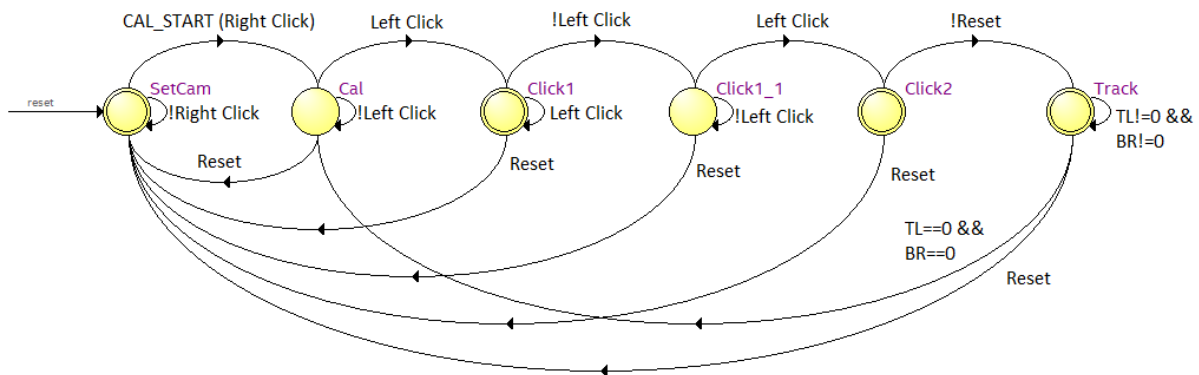 CAL_START (Right Click)
Left Click
!Left Click
Left Click
!Reset
reset
SetCam
!Right Click
Cal
!Left Click
Click1
Left Click
Click1_1
!Left Click
Click2
Track
TL!=0 &&
BR!=0
Reset
Reset
Reset
Reset
TL==0 &&
BR==0
Reset